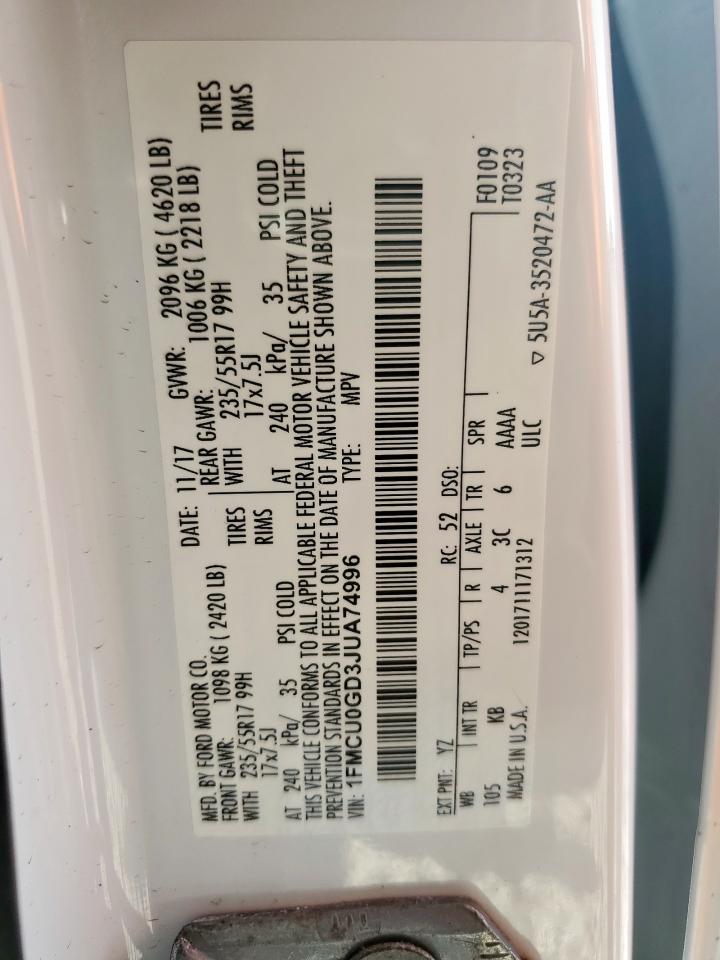 MFD. BY FORD MOTOR CO.
DATE: 11/17 GVWR: 2096 KG ( 4620 LB)
FRONT GAWR: 1098 KG ( 2420 LB)
REAR GAWR: 1006 KG ( 2218 LB)
WITH 235/55R17 99H TIRES
WITH 235/55R17 99H TIRES
17x7.5J RIMS
17x7.5J RIMS
AT 240 kPa/ 35 PSI COLD
AT 240 kPa/ 35 PSI COLD
THIS VEHICLE CONFORMS TO ALL APPLICABLE FEDERAL MOTOR VEHICLE SAFETY AND THEFT
PREVENTION STANDARDS IN EFFECT ON THE DATE OF MANUFACTURE SHOWN ABOVE.
VIN: 1FMCU0GD3JUA74996 TYPE: MPV
EXT PNT: YZ RC: 52 DSO: F0109
WB INT TR TP/PS R AXLE TR SPR T0323
105 KB 4 3C 6 AAAA
MADE IN U.S.A. 1201711171312 ULC
▽ 5U5A-3520472-AA